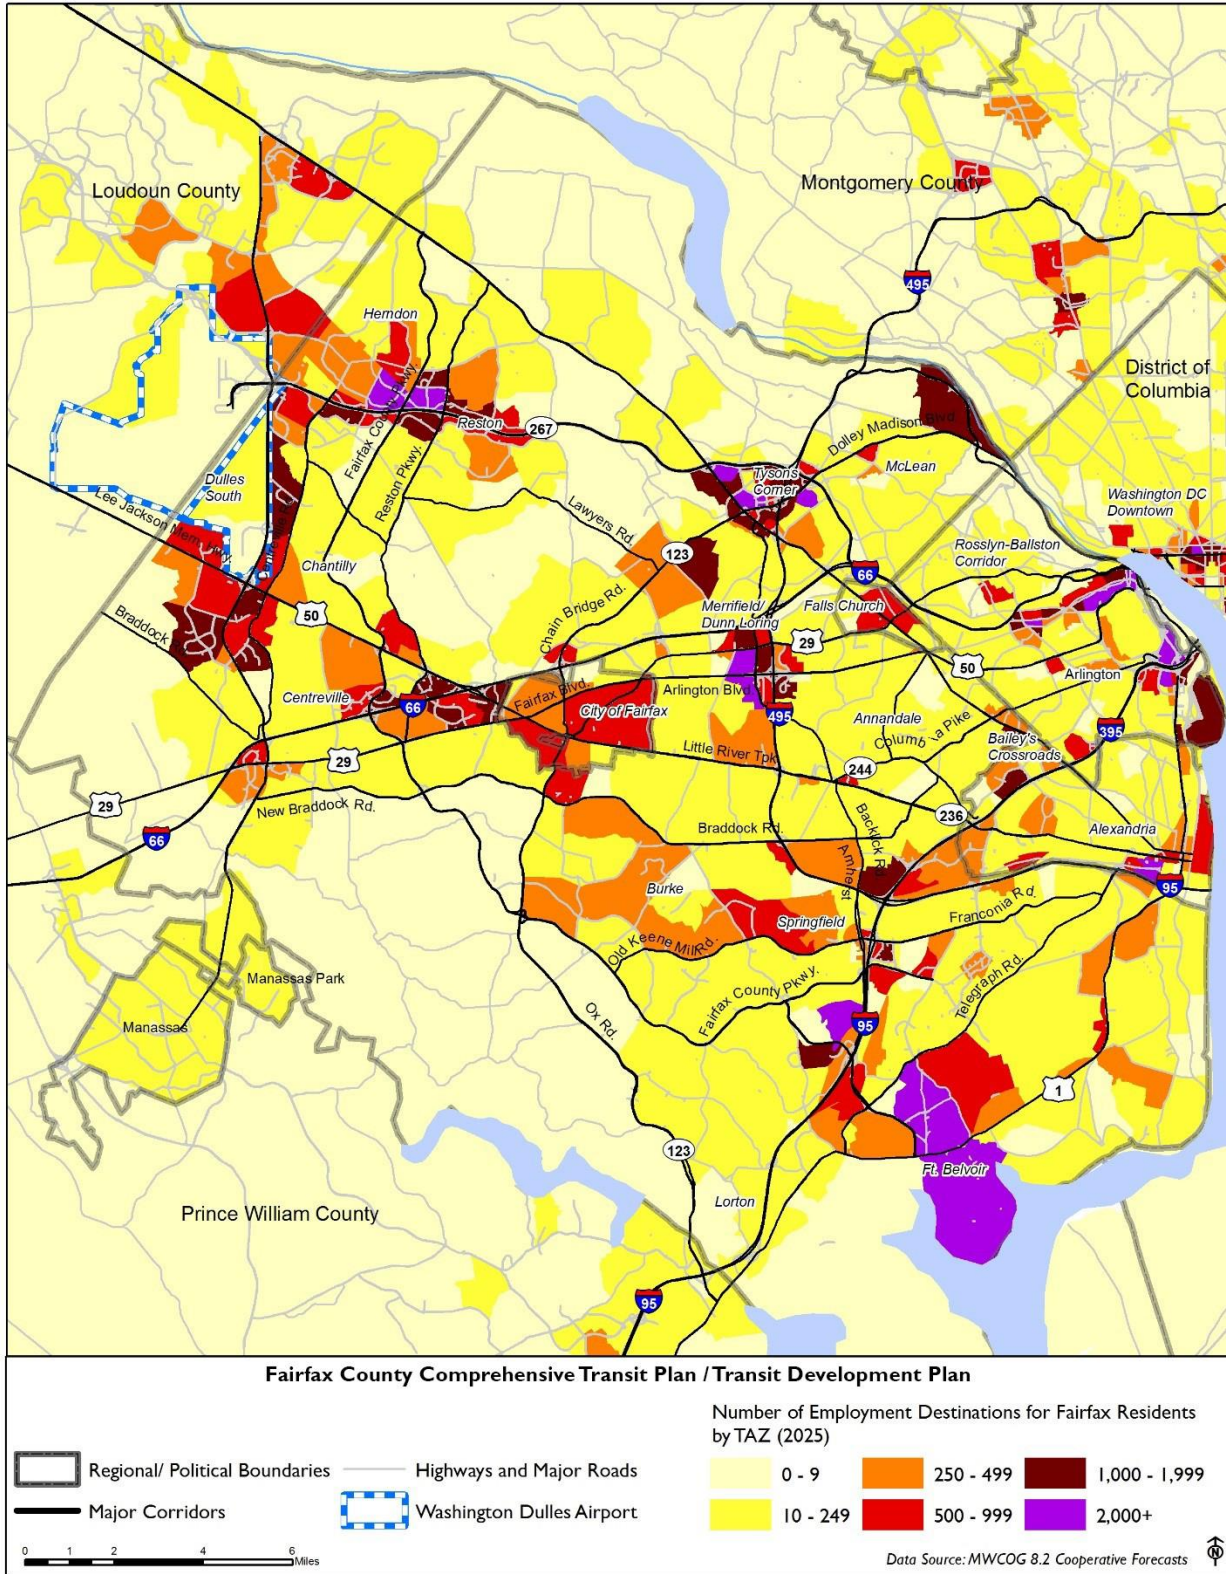 Loudoun County
Montgomery County
495
Herndon
District of
Columbia
Fairfax County Pkwy
Reston
267
Reston Pkwy.
Dolley Madison Blvd.
McLean
Tysons
Corner
Dulles
South
Washington DC
Downtown
Lee Jackson Mem. Hwy.
Lawyers Rd.
123
Rosslyn-Ballston
Corridor
Chantilly
66
50
Chain Bridge Rd.
Merrifield/
Dunn Loring
Falls Church
29
Braddock
50
Arlington
Centreville
66
Fairfax Blvd.
City of Fairfax
Arlington Blvd.
495
Annandale
Columbia Pike
395
Bailey's
Crossroads
Little River Tpk
29
244
29
New Braddock Rd.
236
Backlick Rd.
Alexandria
66
Braddock Rd.
Amherst
95
Burke
Springfield
Franconia Rd.
Old Keene Mill Rd.
Manassas Park
Telegraph Rd.
Fairfax County Pkwy.
Manassas
Ox Rd.
95
1
123
Ft. Belvoir
Lorton
Prince William County
95
Fairfax County Comprehensive Transit Plan / Transit Development Plan
Number of Employment Destinations for Fairfax Residents
by TAZ (2025)
Regional/ Political Boundaries
Highways and Major Roads
0 - 9
250 - 499
1,000 - 1,999
Major Corridors
Washington Dulles Airport
10 - 249
500 - 999
2,000+
0 1 2 4 6
Miles
Data Source: MWCOG 8.2 Cooperative Forecasts
N